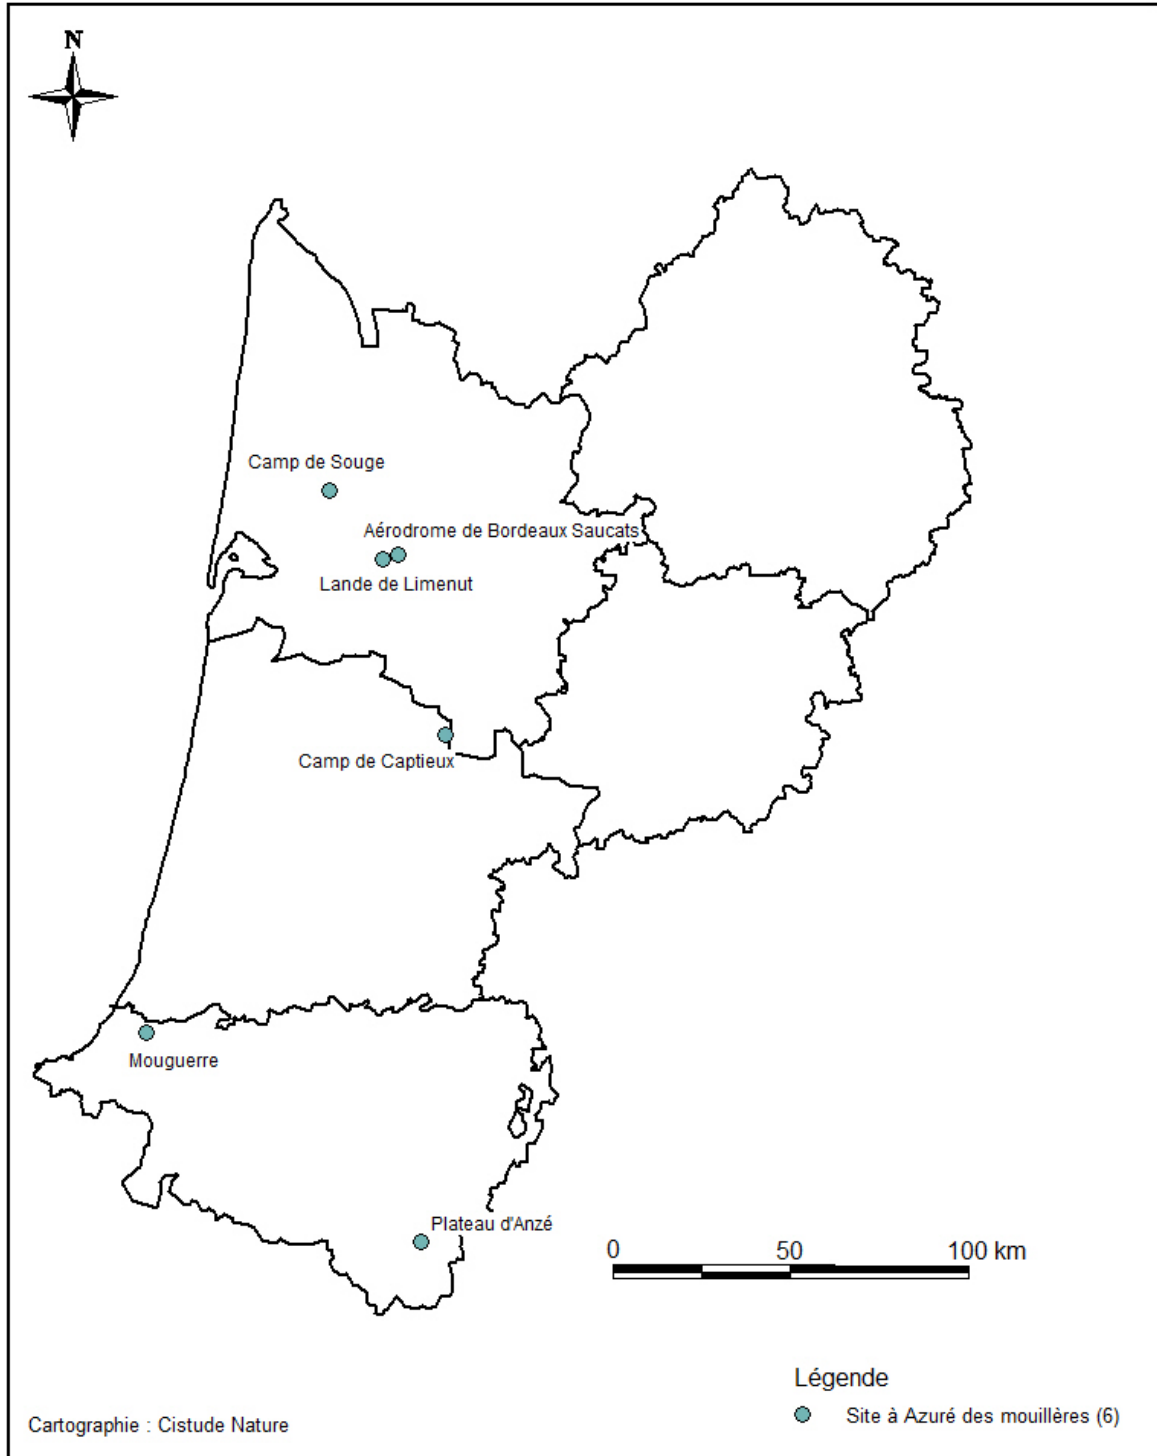 N
Camp de Souge
Aérodrome de Bordeaux Saucats
Lande de Limenut
Camp de Captieux
Mouguerre
Plateau d'Anzé
0 50 100 km
Légende
Site à Azuré des mouillères (6)
Cartographie : Cistude Nature